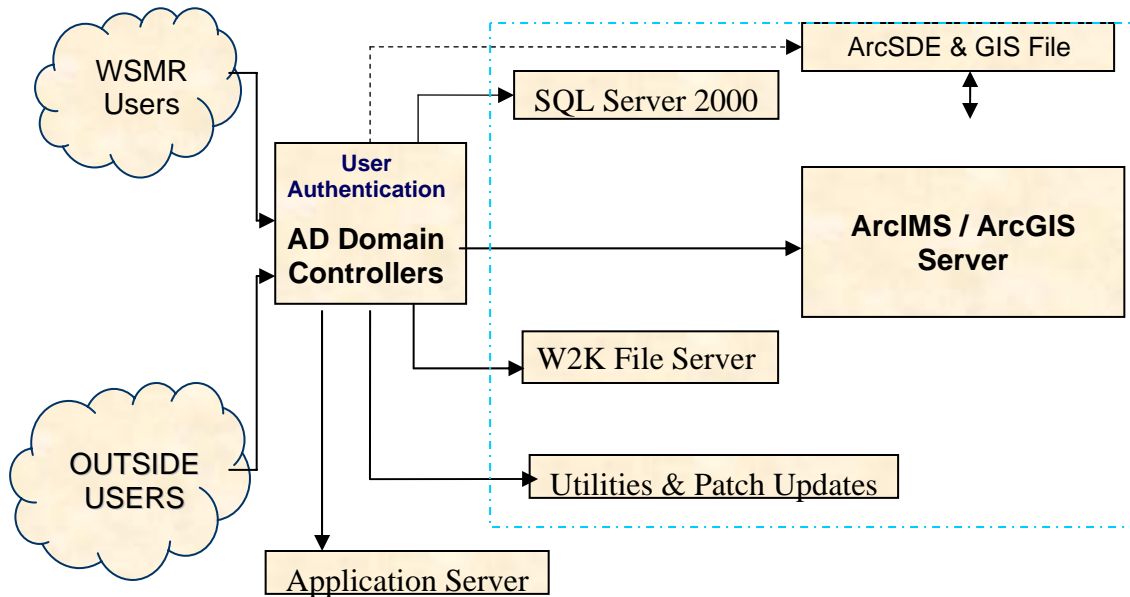 WSMR
Users
ArcSDE & GIS File
SQL Server 2000
User
Authentication
AD Domain
Controllers
ArcIMS / ArcGIS
Server
W2K File Server
OUTSIDE
USERS
Utilities & Patch Updates
Application Server